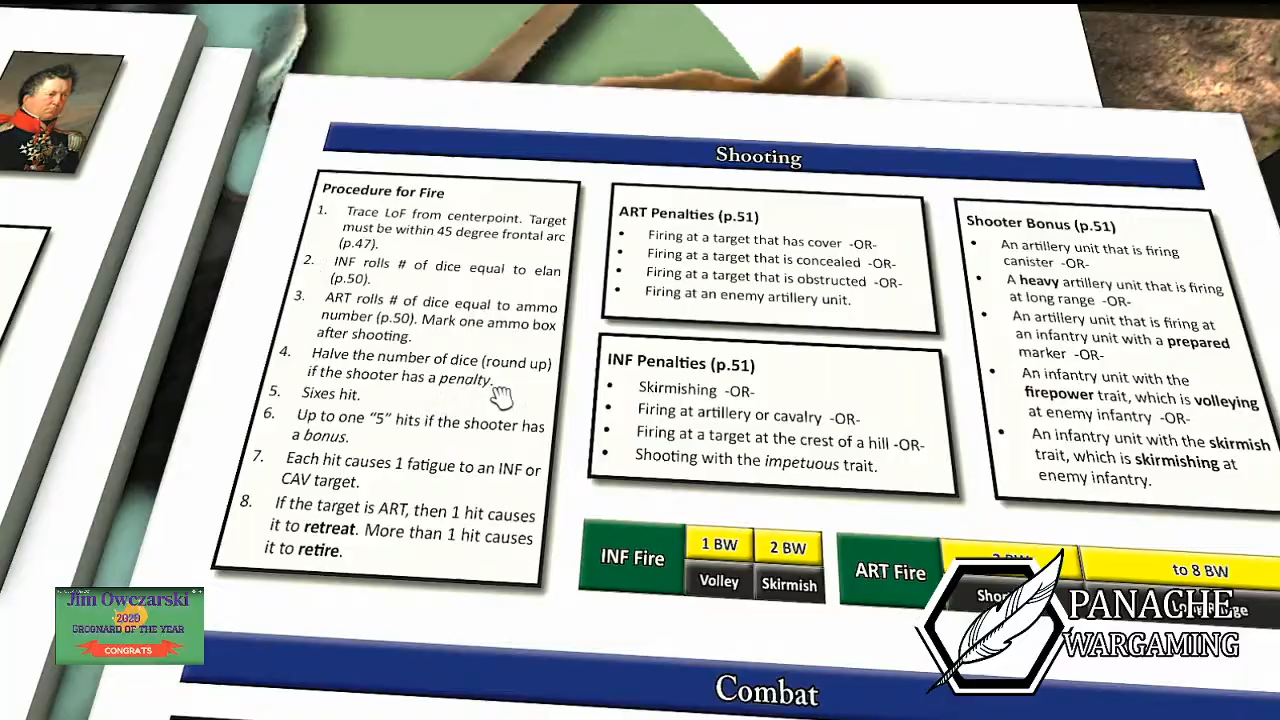 Shooting
Procedure for Fire
1. Trace LoF from centerpoint. Target
must be within 45 degree frontal arc
(p.47).
2. INF rolls # of dice equal to elan
(p.50).
3. ART rolls # of dice equal to ammo
number (p.50). Mark one ammo box
after shooting.
4. Halve the number of dice (round up)
if the shooter has a penalty.
5. Sixes hit.
6. Up to one “5” hits if the shooter has
a bonus.
7. Each hit causes 1 fatigue to an INF or
CAV target.
8. If the target is ART, then 1 hit causes
it to retreat. More than 1 hit causes
it to retire.
ART Penalties (p.51)
• Firing at a target that has cover -OR-
• Firing at a target that is concealed -OR-
• Firing at a target that is obstructed -OR-
• Firing at an enemy artillery unit.
INF Penalties (p.51)
• Skirmishing -OR-
• Firing at artillery or cavalry -OR-
• Firing at a target at the crest of a hill -OR-
• Shooting with the impetuous trait.
Shooter Bonus (p.51)
• An artillery unit that is firing
canister -OR-
• A heavy artillery unit that is firing
at long range -OR-
• An artillery unit that is firing at
an infantry unit with a prepared
marker -OR-
• An infantry unit with the
firepower trait, which is volleying
at enemy infantry -OR-
• An infantry unit with the skirmish
trait, which is skirmishing at
enemy infantry.
INF Fire
1 BW
2 BW
Volley
Skirmish
ART Fire
BW
to 8 BW
Jim Owczarski
2020
GROGNARD OF THE YEAR
CONGRATS
PANACHE
WARGAMING
Combat